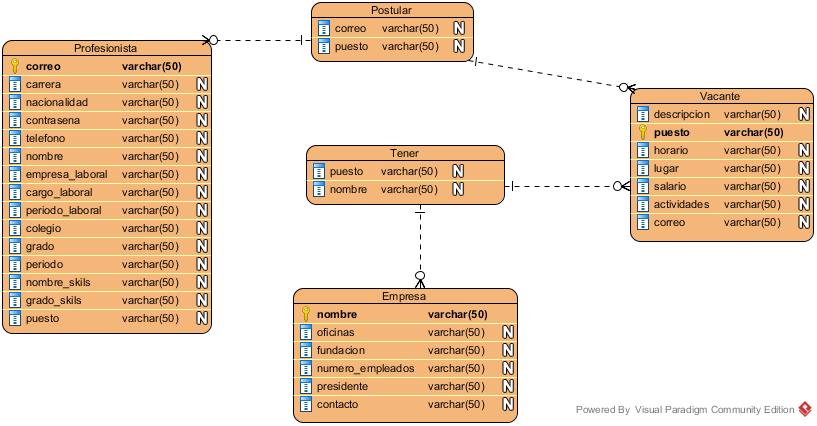 Postular
correo varchar(50) N
puesto varchar(50) N
Profesionista
correo varchar(50)
carrera varchar(50) N
nacionalidad varchar(50) N
contrasena varchar(50) N
telefono varchar(50) N
nombre varchar(50) N
empresa_laboral varchar(50) N
cargo_laboral varchar(50) N
periodo_laboral varchar(50) N
colegio varchar(50) N
grado varchar(50) N
periodo varchar(50) N
nombre_skils varchar(50) N
grado_skils varchar(50) N
puesto varchar(50) N
Vacante
descripcion varchar(50) N
puesto varchar(50)
horario varchar(50) N
lugar varchar(50) N
salario varchar(50) N
actividades varchar(50) N
correo varchar(50) N
Tener
puesto varchar(50) N
nombre varchar(50) N
Empresa
nombre varchar(50)
oficinas varchar(50) N
fundacion varchar(50) N
numero_empleados varchar(50) N
presidente varchar(50) N
contacto varchar(50) N
Powered By Visual Paradigm Community Edition